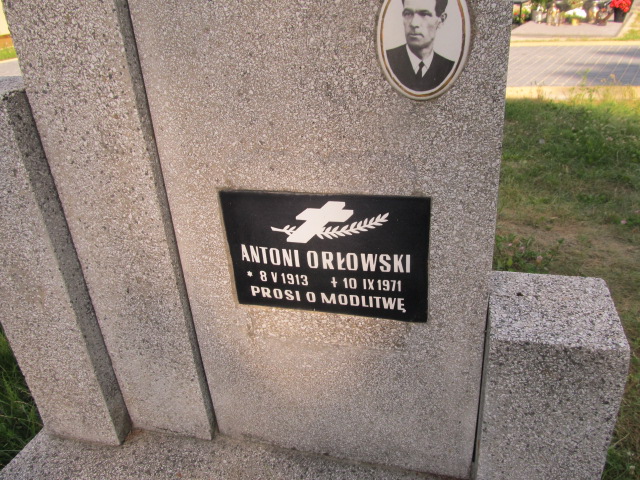 ANTONI ORŁOWSKI
* 8 V 1913 ✝ 10 IX 1971
PROSI O MODLITWĘ